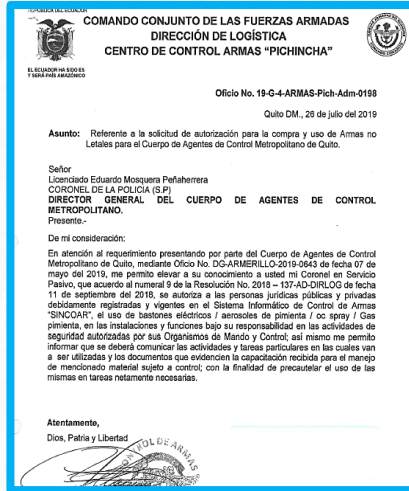 REPÚBLICA DEL ECUADOR
COMANDO CONJUNTO DE LAS FUERZAS ARMADAS
DIRECCIÓN DE LOGÍSTICA
CENTRO DE CONTROL ARMAS “PICHINCHA”
EL ECUADOR HA SIDO ES
Y SERÁ PAÍS AMAZÓNICO
Oficio No. 19-G-4-ARMAS-Pich-Adm-0198
Quito DM., 26 de julio del 2019
Asunto: Referente a la solicitud de autorización para la compra y uso de Armas no
Letales para el Cuerpo de Agentes de Control Metropolitano de Quito.
Señor
Licenciado Eduardo Mosquera Peñaherrera
CORONEL DE LA POLICIA (S.P)
DIRECTOR GENERAL DEL CUERPO DE AGENTES DE CONTROL
METROPOLITANO.
Presente.-
De mi consideración:
En atención al requerimiento presentando por parte del Cuerpo de Agentes de Control
Metropolitano de Quito, mediante Oficio No. DG-ARMERILLO-2019-0643 de fecha 07 de
mayo del 2019, me permito elevar a su conocimiento a usted mi Coronel en Servicio
Pasivo, que acuerdo al numeral 9 de la Resolución No. 2018 – 137-AD-DIRLOG de fecha
11 de septiembre del 2018, se autoriza a las personas jurídicas públicas y privadas
debidamente registradas y vigentes en el Sistema Informático de Control de Armas
“SINCOAR”, el uso de bastones eléctricos / aerosoles de pimienta / oc spray / Gas
pimienta, en las instalaciones y funciones bajo su responsabilidad en las actividades de
seguridad autorizadas por sus Organismos de Mando y Control; así mismo me permito
informar que se deberá comunicar las actividades y tareas particulares en las cuales van
a ser utilizadas y los documentos que evidencien la capacitación recibida para el manejo
de mencionado material sujeto a control; con la finalidad de precautelar el uso de las
mismas en tareas netamente necesarias.
Atentamente,
Dios, Patria y Libertad
CONTROL DE ARMAS